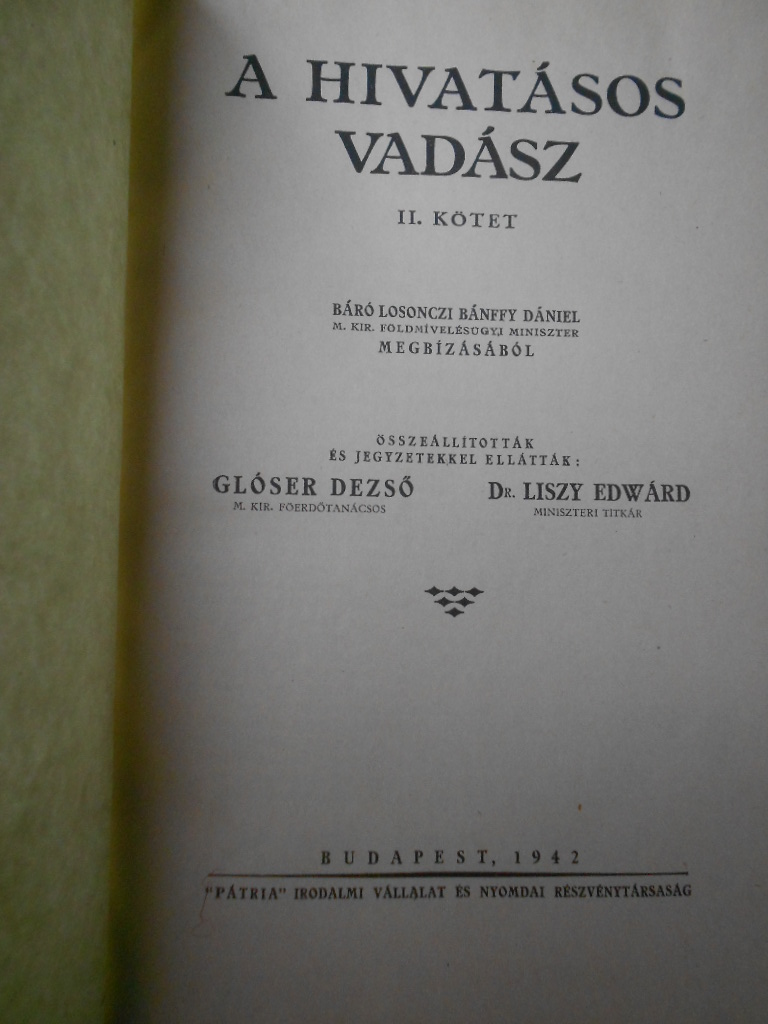 A HIVATÁSOS
VADÁSZ
II. KÖTET
BÁRÓ LOSONCZI BÁNFFY DÁNIEL
M. KIR. FÖLDMÍVELÉSÜGYI MINISZTER
MEGBÍZÁSÁBÓL
ÖSSZEÁLLÍTOTTÁK
ÉS JEGYZETEKKEL ELLÁTTÁK:
GLÓSER DEZSŐ DR. LISZY EDWÁRD
M. KIR. FŐERDŐTANÁCSOS MINISZTERI TITKÁR
BUDAPEST, 1942
"PÁTRIA" IRODALMI VÁLLALAT ÉS NYOMDAI RÉSZVÉNYTÁRSASÁG